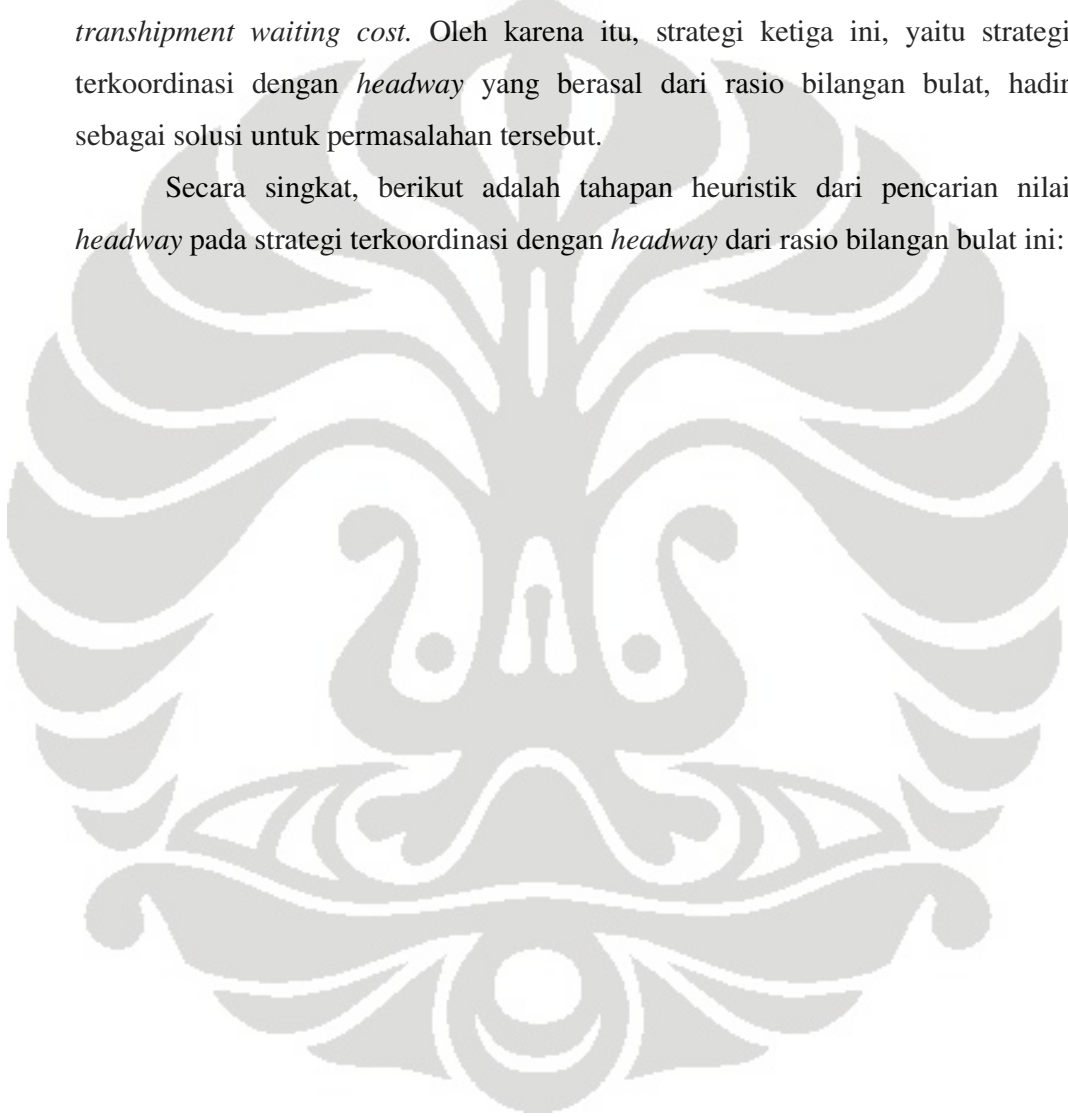 transhipment waiting cost. Oleh karena itu, strategi ketiga ini, yaitu strategi
terkoordinasi dengan headway yang berasal dari rasio bilangan bulat, hadir
sebagai solusi untuk permasalahan tersebut.
Secara singkat, berikut adalah tahapan heuristik dari pencarian nilai
headway pada strategi terkoordinasi dengan headway dari rasio bilangan bulat ini: